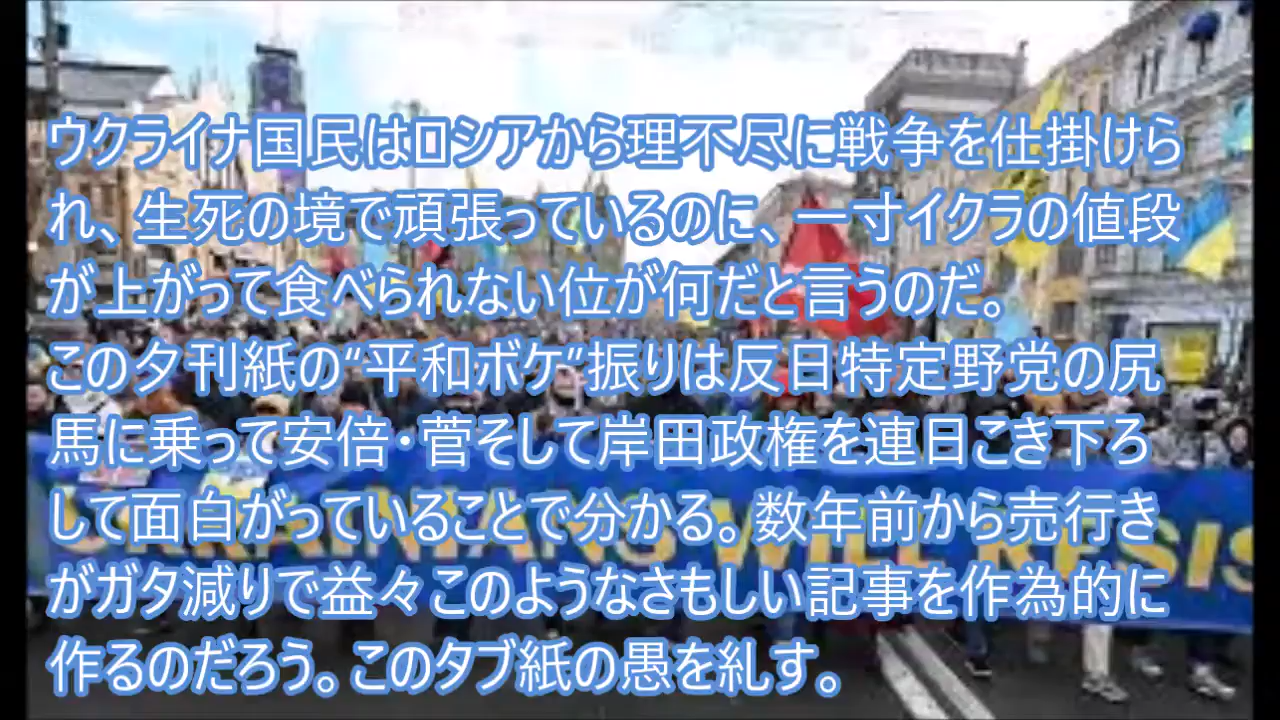 ウクライナ国民はロシアから理不尽に戦争を仕掛けら
れ、生死の境で頑張っているのに、一寸イクラの値段
が上がって食べられない位が何だと言うのだ。
この夕刊紙の“平和ボケ”振りは反日特定野党の尻
馬に乗って安倍・菅そして岸田政権を連日こき下ろ
して面白がっていることで分かる。数年前から売行き
がガタ減りで益々このようなさもしい記事を作為的に
作るのだろう。このタブ紙の愚を糺す。
UKRAINIANS WILL RESIS